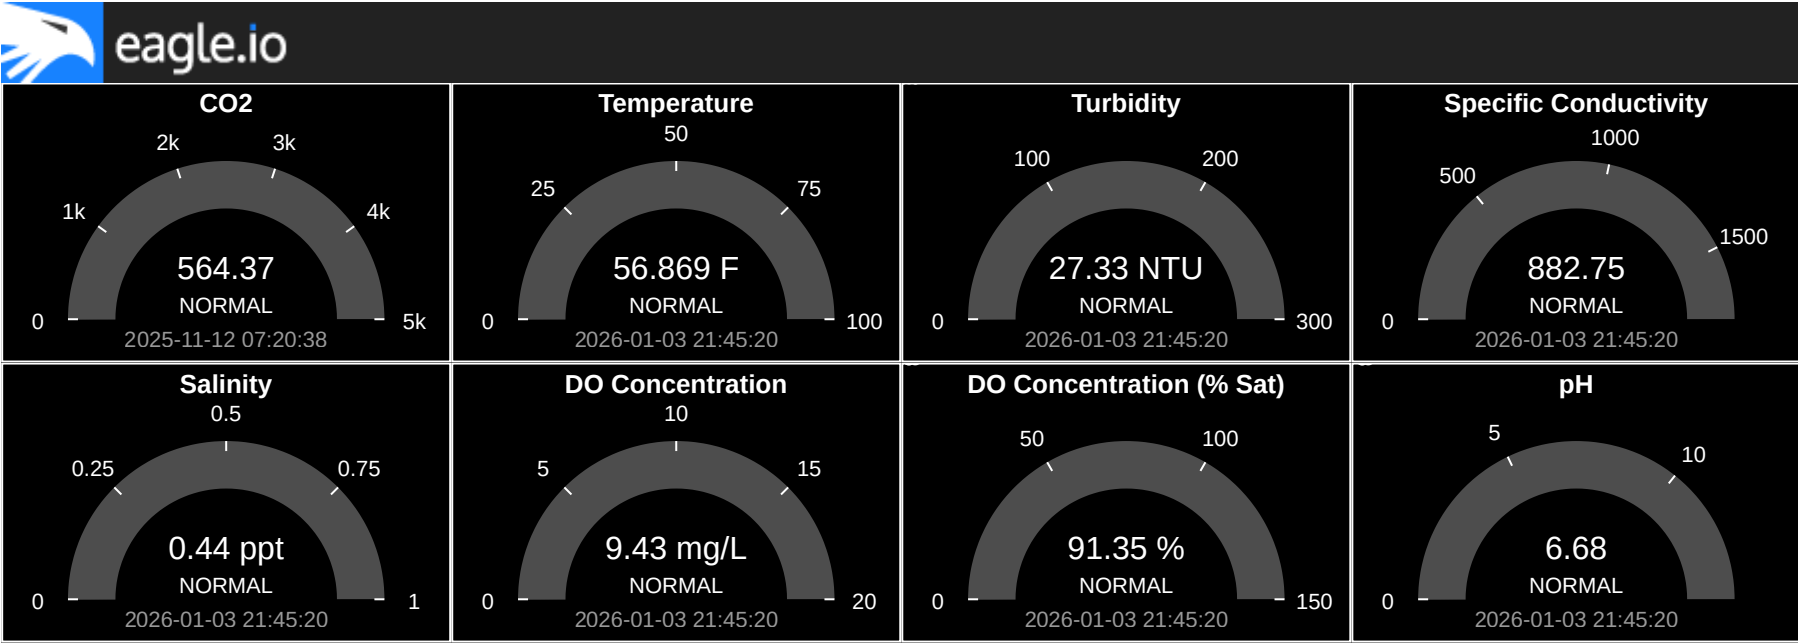 eagle.io
CO2
2k
3k
1k
4k
564.37
NORMAL
0
5k
2025-11-12 07:20:38
Temperature
50
25
75
56.869 F
NORMAL
0
100
2026-01-03 21:45:20
Turbidity
100
200
27.33 NTU
NORMAL
0
300
2026-01-03 21:45:20
Specific Conductivity
1000
500
1500
882.75
NORMAL
0
2026-01-03 21:45:20
Salinity
0.5
0.25
0.75
0.44 ppt
NORMAL
0
1
2026-01-03 21:45:20
DO Concentration
10
5
15
9.43 mg/L
NORMAL
0
20
2026-01-03 21:45:20
DO Concentration (% Sat)
50
100
91.35 %
NORMAL
0
150
2026-01-03 21:45:20
pH
5
10
6.68
NORMAL
0
2026-01-03 21:45:20